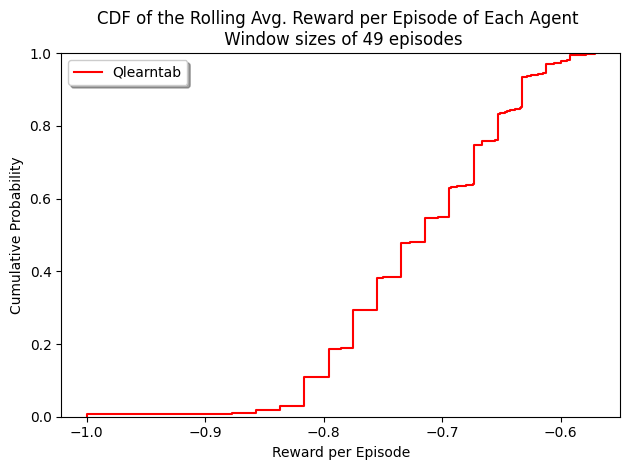 CDF of the Rolling Avg. Reward per Episode of Each Agent
Window sizes of 49 episodes
Qlearntab
1.0
0.8
0.6
0.4
0.2
0.0
Cumulative Probability
−1.0 −0.9 −0.8 −0.7 −0.6
Reward per Episode